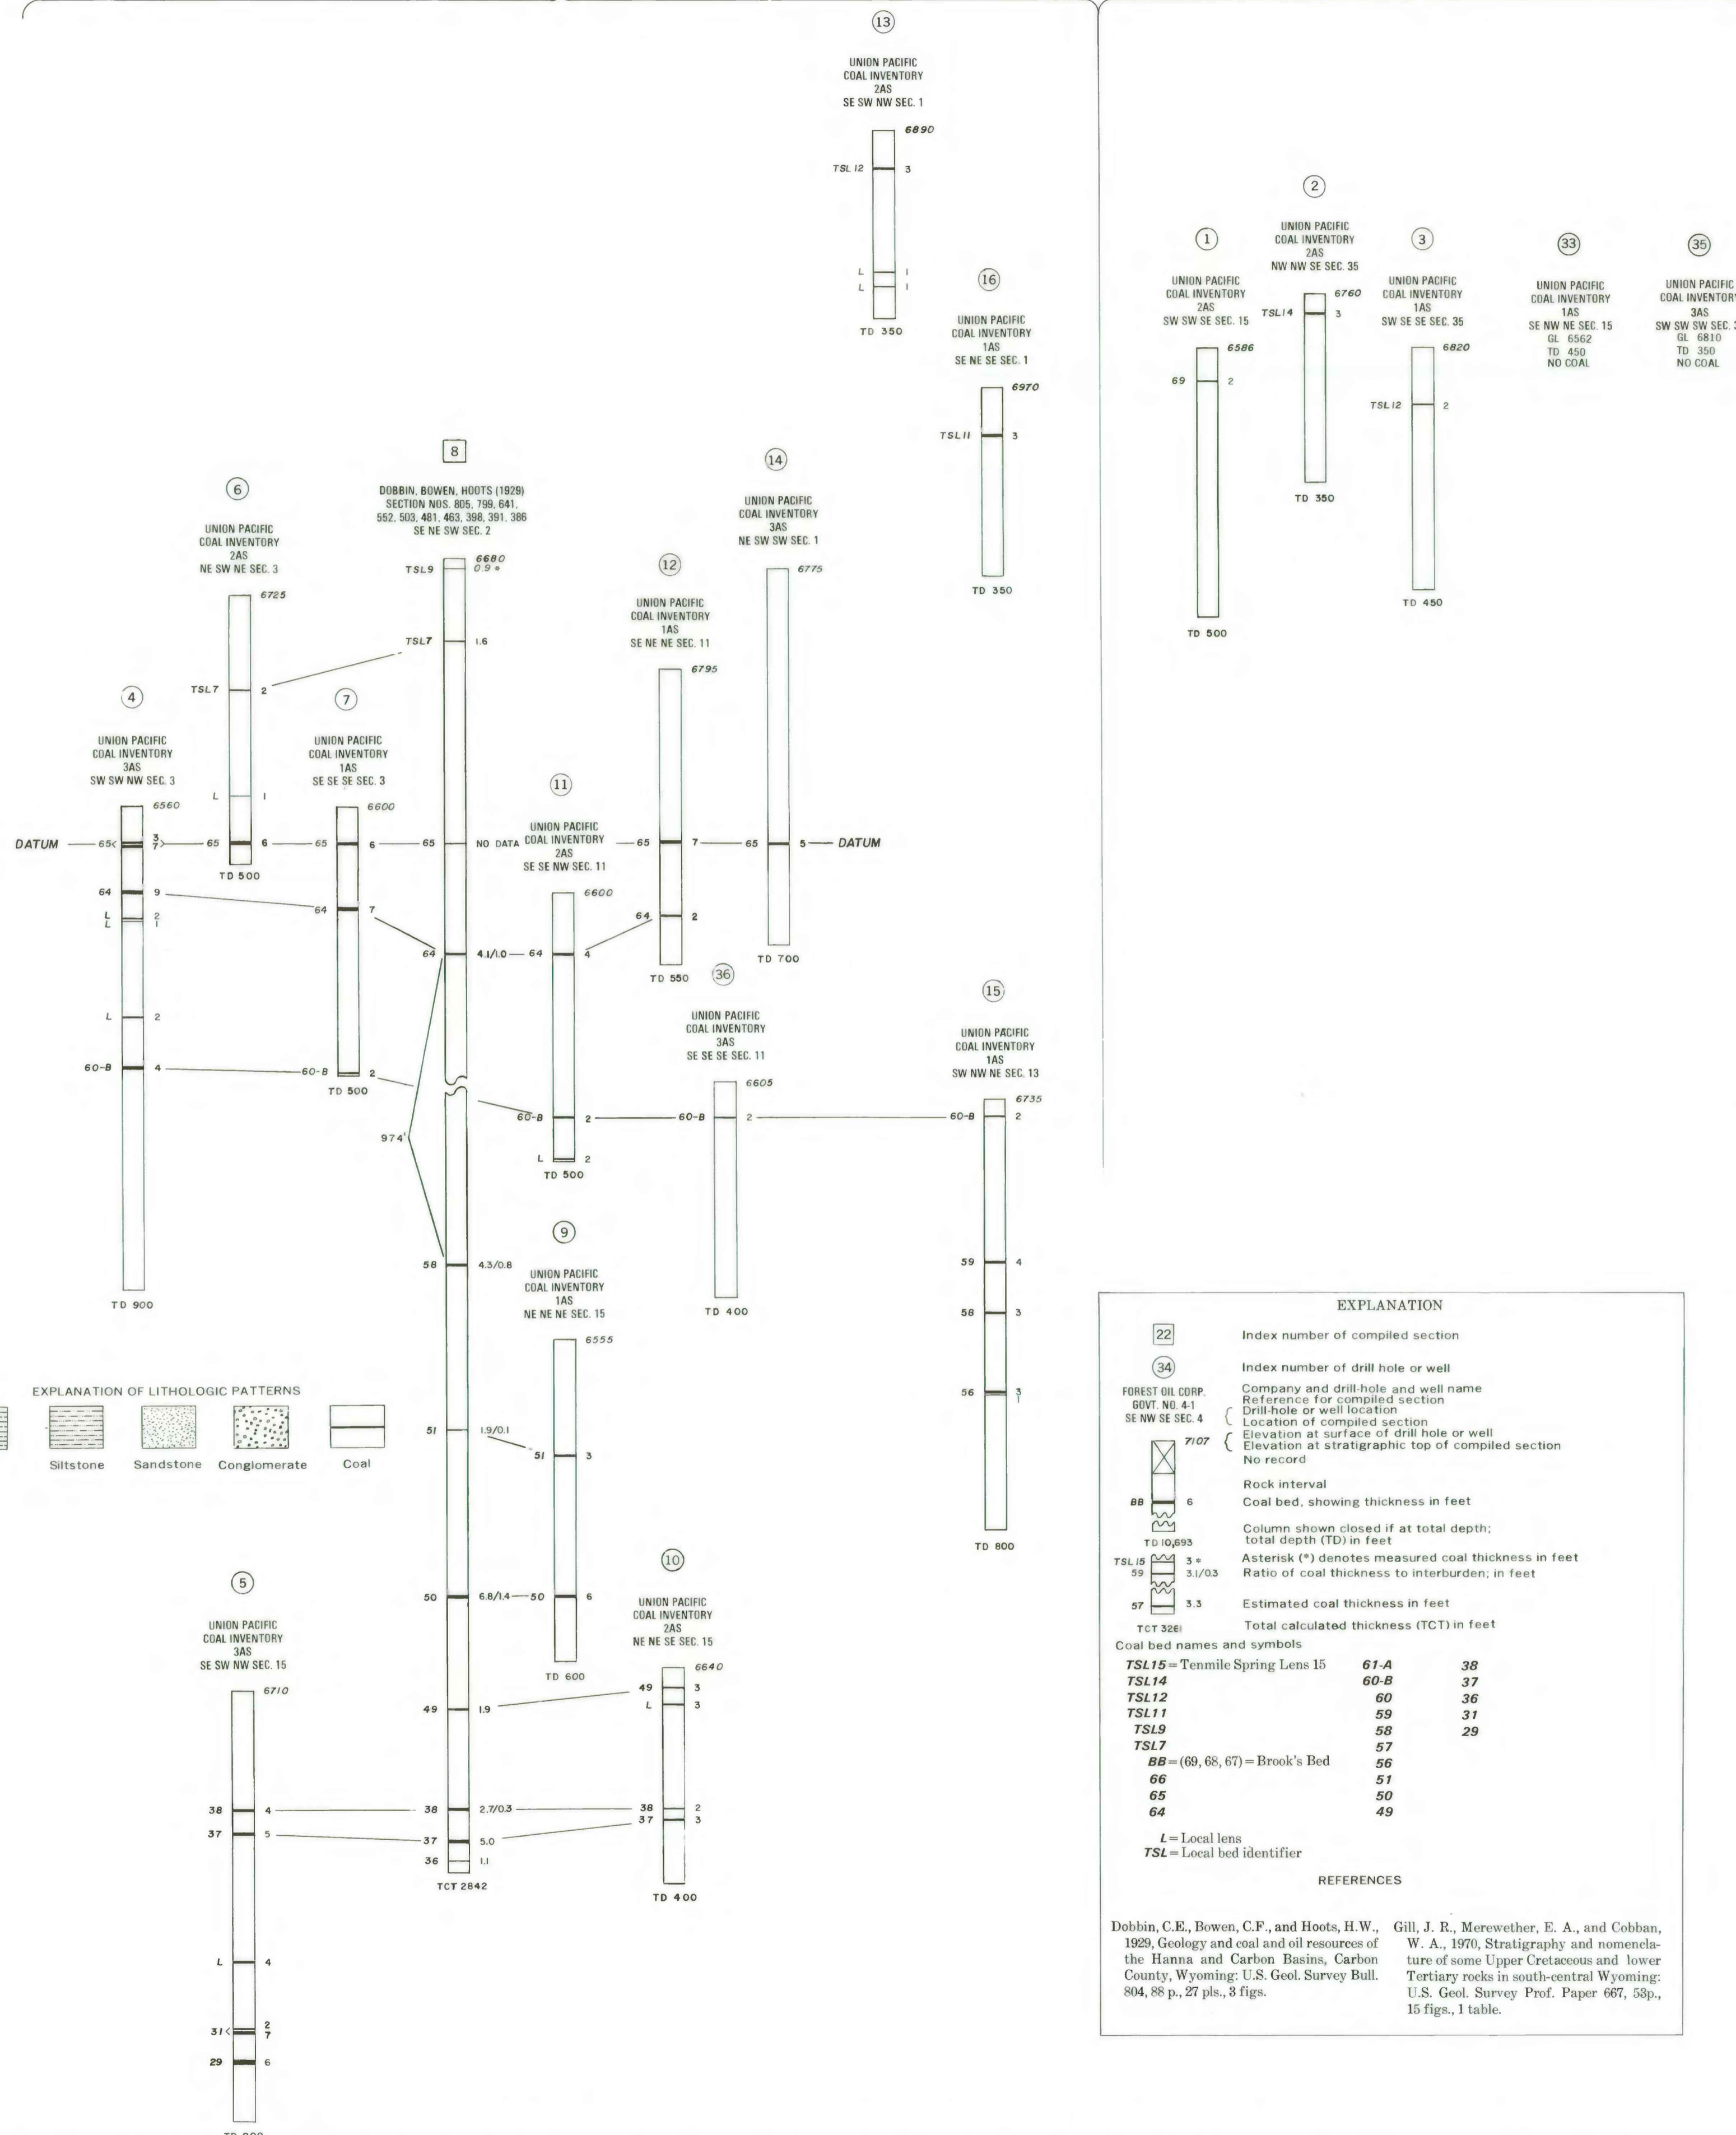 13
UNION PACIFIC
COAL INVENTORY
2AS
SE SW NW SEC. 1
6890
TSL12 3
L 1
L 1
TD 350
16
UNION PACIFIC
COAL INVENTORY
1AS
SE NE SE SEC. 1
6970
TSL11 3
TD 350
1
UNION PACIFIC
COAL INVENTORY
2AS
SW SW SE SEC. 15
6586
69 2
TD 500
2
UNION PACIFIC
COAL INVENTORY
2AS
NW NW SE SEC. 35
6760
TSL14 3
TD 350
3
UNION PACIFIC
COAL INVENTORY
1AS
SW SE SE SEC. 35
6820
TSL12 2
TD 450
33
UNION PACIFIC
COAL INVENTORY
1AS
SE NW NE SEC. 15
GL 6562
TD 450
NO COAL
35
UNION PACIFIC
COAL INVENTORY
3AS
SW SW SW SEC.
GL 6810
TD 350
NO COAL
8
DOBBIN, BOWEN, HOOTS (1929)
SECTION NOS. 805, 799, 641,
552, 503, 481, 463, 398, 391, 386
SE NE SW SEC. 2
6680
TSL9 0.9 *
TSL7 1.6
65 NO DATA
64 4.1/1.0
974'
58 4.3/0.8
51 1.9/0.1
50 6.8/1.4
49 1.9
38 2.7/0.3
37 5.0
36 1.1
TCT 2842
6
UNION PACIFIC
COAL INVENTORY
2AS
NE SW NE SEC. 3
6725
TSL7 2
L 1
65 6
TD 500
14
UNION PACIFIC
COAL INVENTORY
3AS
NE SW SW SEC. 1
6775
65 5 DATUM
TD 700
12
UNION PACIFIC
COAL INVENTORY
1AS
SE NE NE SEC. 11
6795
65 7
64 2
TD 550
4
UNION PACIFIC
COAL INVENTORY
3AS
SW SW NW SEC. 3
6560
DATUM 65< 3
7>
64 9
L 2
L 1
L 2
60-B 4
TD 900
7
UNION PACIFIC
COAL INVENTORY
1AS
SE SE SE SEC. 3
6600
65 6
64 7
60-B 2
TD 500
11
UNION PACIFIC
COAL INVENTORY
2AS
SE SE NW SEC. 11
6600
64 4
60-B 2
L 2
TD 500
36
UNION PACIFIC
COAL INVENTORY
3AS
SE SE SE SEC. 11
6605
60-B 2
TD 400
15
UNION PACIFIC
COAL INVENTORY
1AS
SW NW NE SEC. 13
6735
60-B 2
59 4
58 3
56 3
1
TD 800
9
UNION PACIFIC
COAL INVENTORY
1AS
NE NE NE SEC. 15
6555
51 3
50 6
TD 600
10
UNION PACIFIC
COAL INVENTORY
2AS
NE NE SE SEC. 15
6640
49 3
L 3
38 2
37 3
TD 400
EXPLANATION OF LITHOLOGIC PATTERNS
Siltstone Sandstone Conglomerate Coal
5
UNION PACIFIC
COAL INVENTORY
3AS
SE SW NW SEC. 15
6710
38 4
37 5
L 4
31< 2
7
29 6
EXPLANATION
22 Index number of compiled section
34 Index number of drill hole or well
FOREST OIL CORP. Company and drill-hole and well name
GOVT. NO. 4-1 Reference for compiled section
SE NW SE SEC. 4 { Drill-hole or well location
Location of compiled section
7107 { Elevation at surface of drill hole or well
Elevation at stratigraphic top of compiled section
No record
Rock interval
BB 6 Coal bed, showing thickness in feet
Column shown closed if at total depth;
TD 10,693 total depth (TD) in feet
TSL15 3 * Asterisk (*) denotes measured coal thickness in feet
59 3.1/0.3 Ratio of coal thickness to interburden; in feet
57 3.3 Estimated coal thickness in feet
TCT 3261 Total calculated thickness (TCT) in feet
Coal bed names and symbols
TSL15 = Tenmile Spring Lens 15 61-A 38
TSL14 60-B 37
TSL12 60 36
TSL11 59 31
TSL9 58 29
TSL7 57
BB = (69, 68, 67) = Brook's Bed 56
66 51
65 50
64 49
L = Local lens
TSL = Local bed identifier
REFERENCES
Dobbin, C.E., Bowen, C.F., and Hoots, H.W.,
1929, Geology and coal and oil resources of
the Hanna and Carbon Basins, Carbon
County, Wyoming: U.S. Geol. Survey Bull.
804, 88 p., 27 pls., 3 figs.
Gill, J. R., Merewether, E. A., and Cobban,
W. A., 1970, Stratigraphy and nomencla-
ture of some Upper Cretaceous and lower
Tertiary rocks in south-central Wyoming:
U.S. Geol. Survey Prof. Paper 667, 53p.,
15 figs., 1 table.